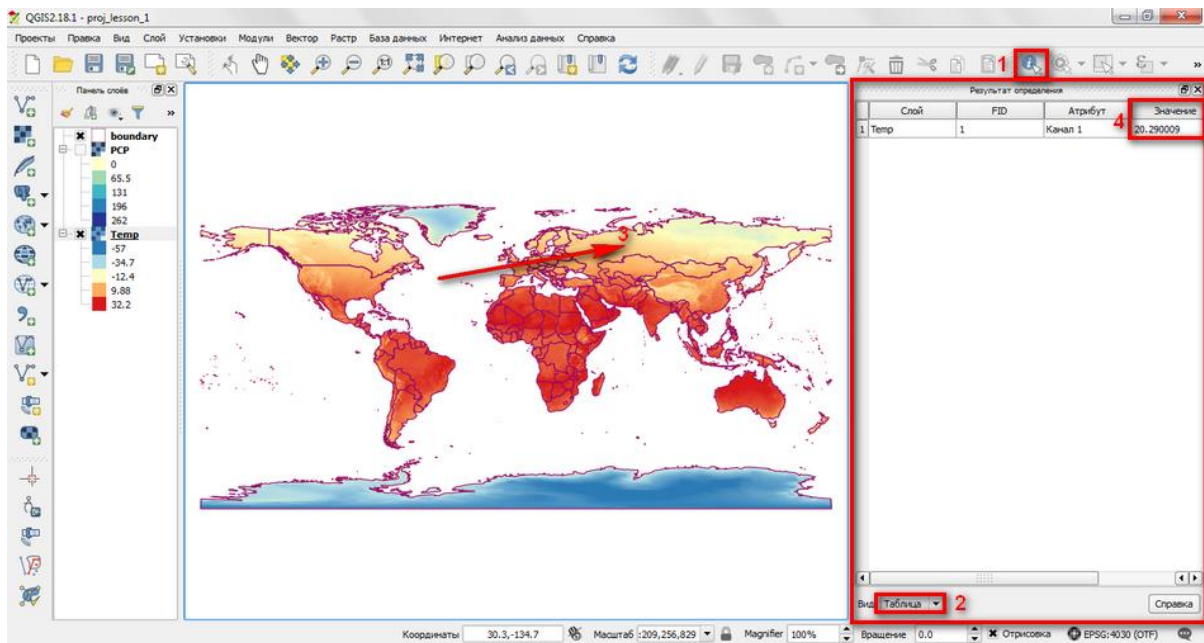 QGIS2.18.1 - proj_lesson_1
Проекты Правка Вид Слой Установки Модули Вектор Растр База данных Интернет Анализ данных Справка
1
Панель слоёв
boundary
PCP
0
65.5
131
196
262
Temp
-57
-34.7
-12.4
9.88
32.2
3
Результат определения
Слой FID Атрибут Значение
1 Temp 1 Канал 1 20.290009
4
Вид Таблица 2 Справка
Координаты 30.3,-134.7 Масштаб :209,256,829 Magnifier 100% Вращение 0.0 Отрисовка EPSG:4030 (OTF)